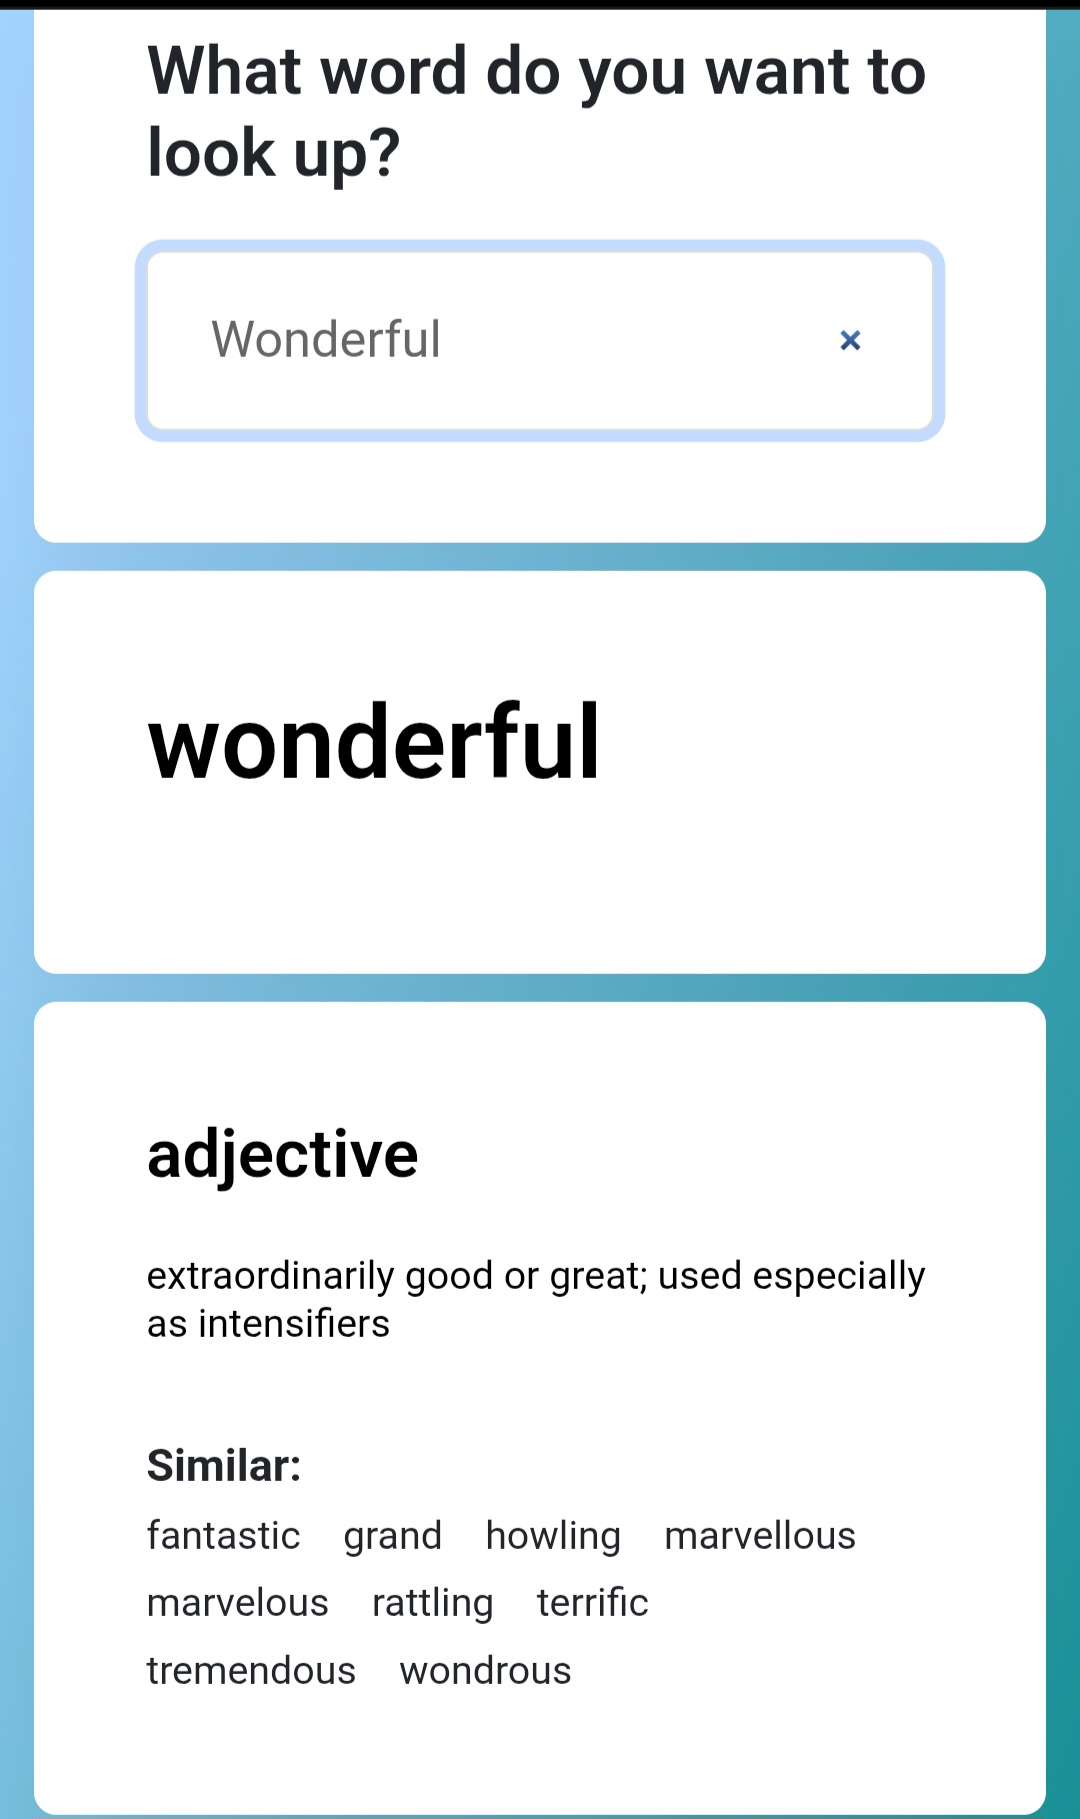 What word do you want to
look up?
Wonderful
×
wonderful
adjective
extraordinarily good or great; used especially
as intensifiers
Similar:
fantastic grand howling marvellous
marvelous rattling terrific
tremendous wondrous